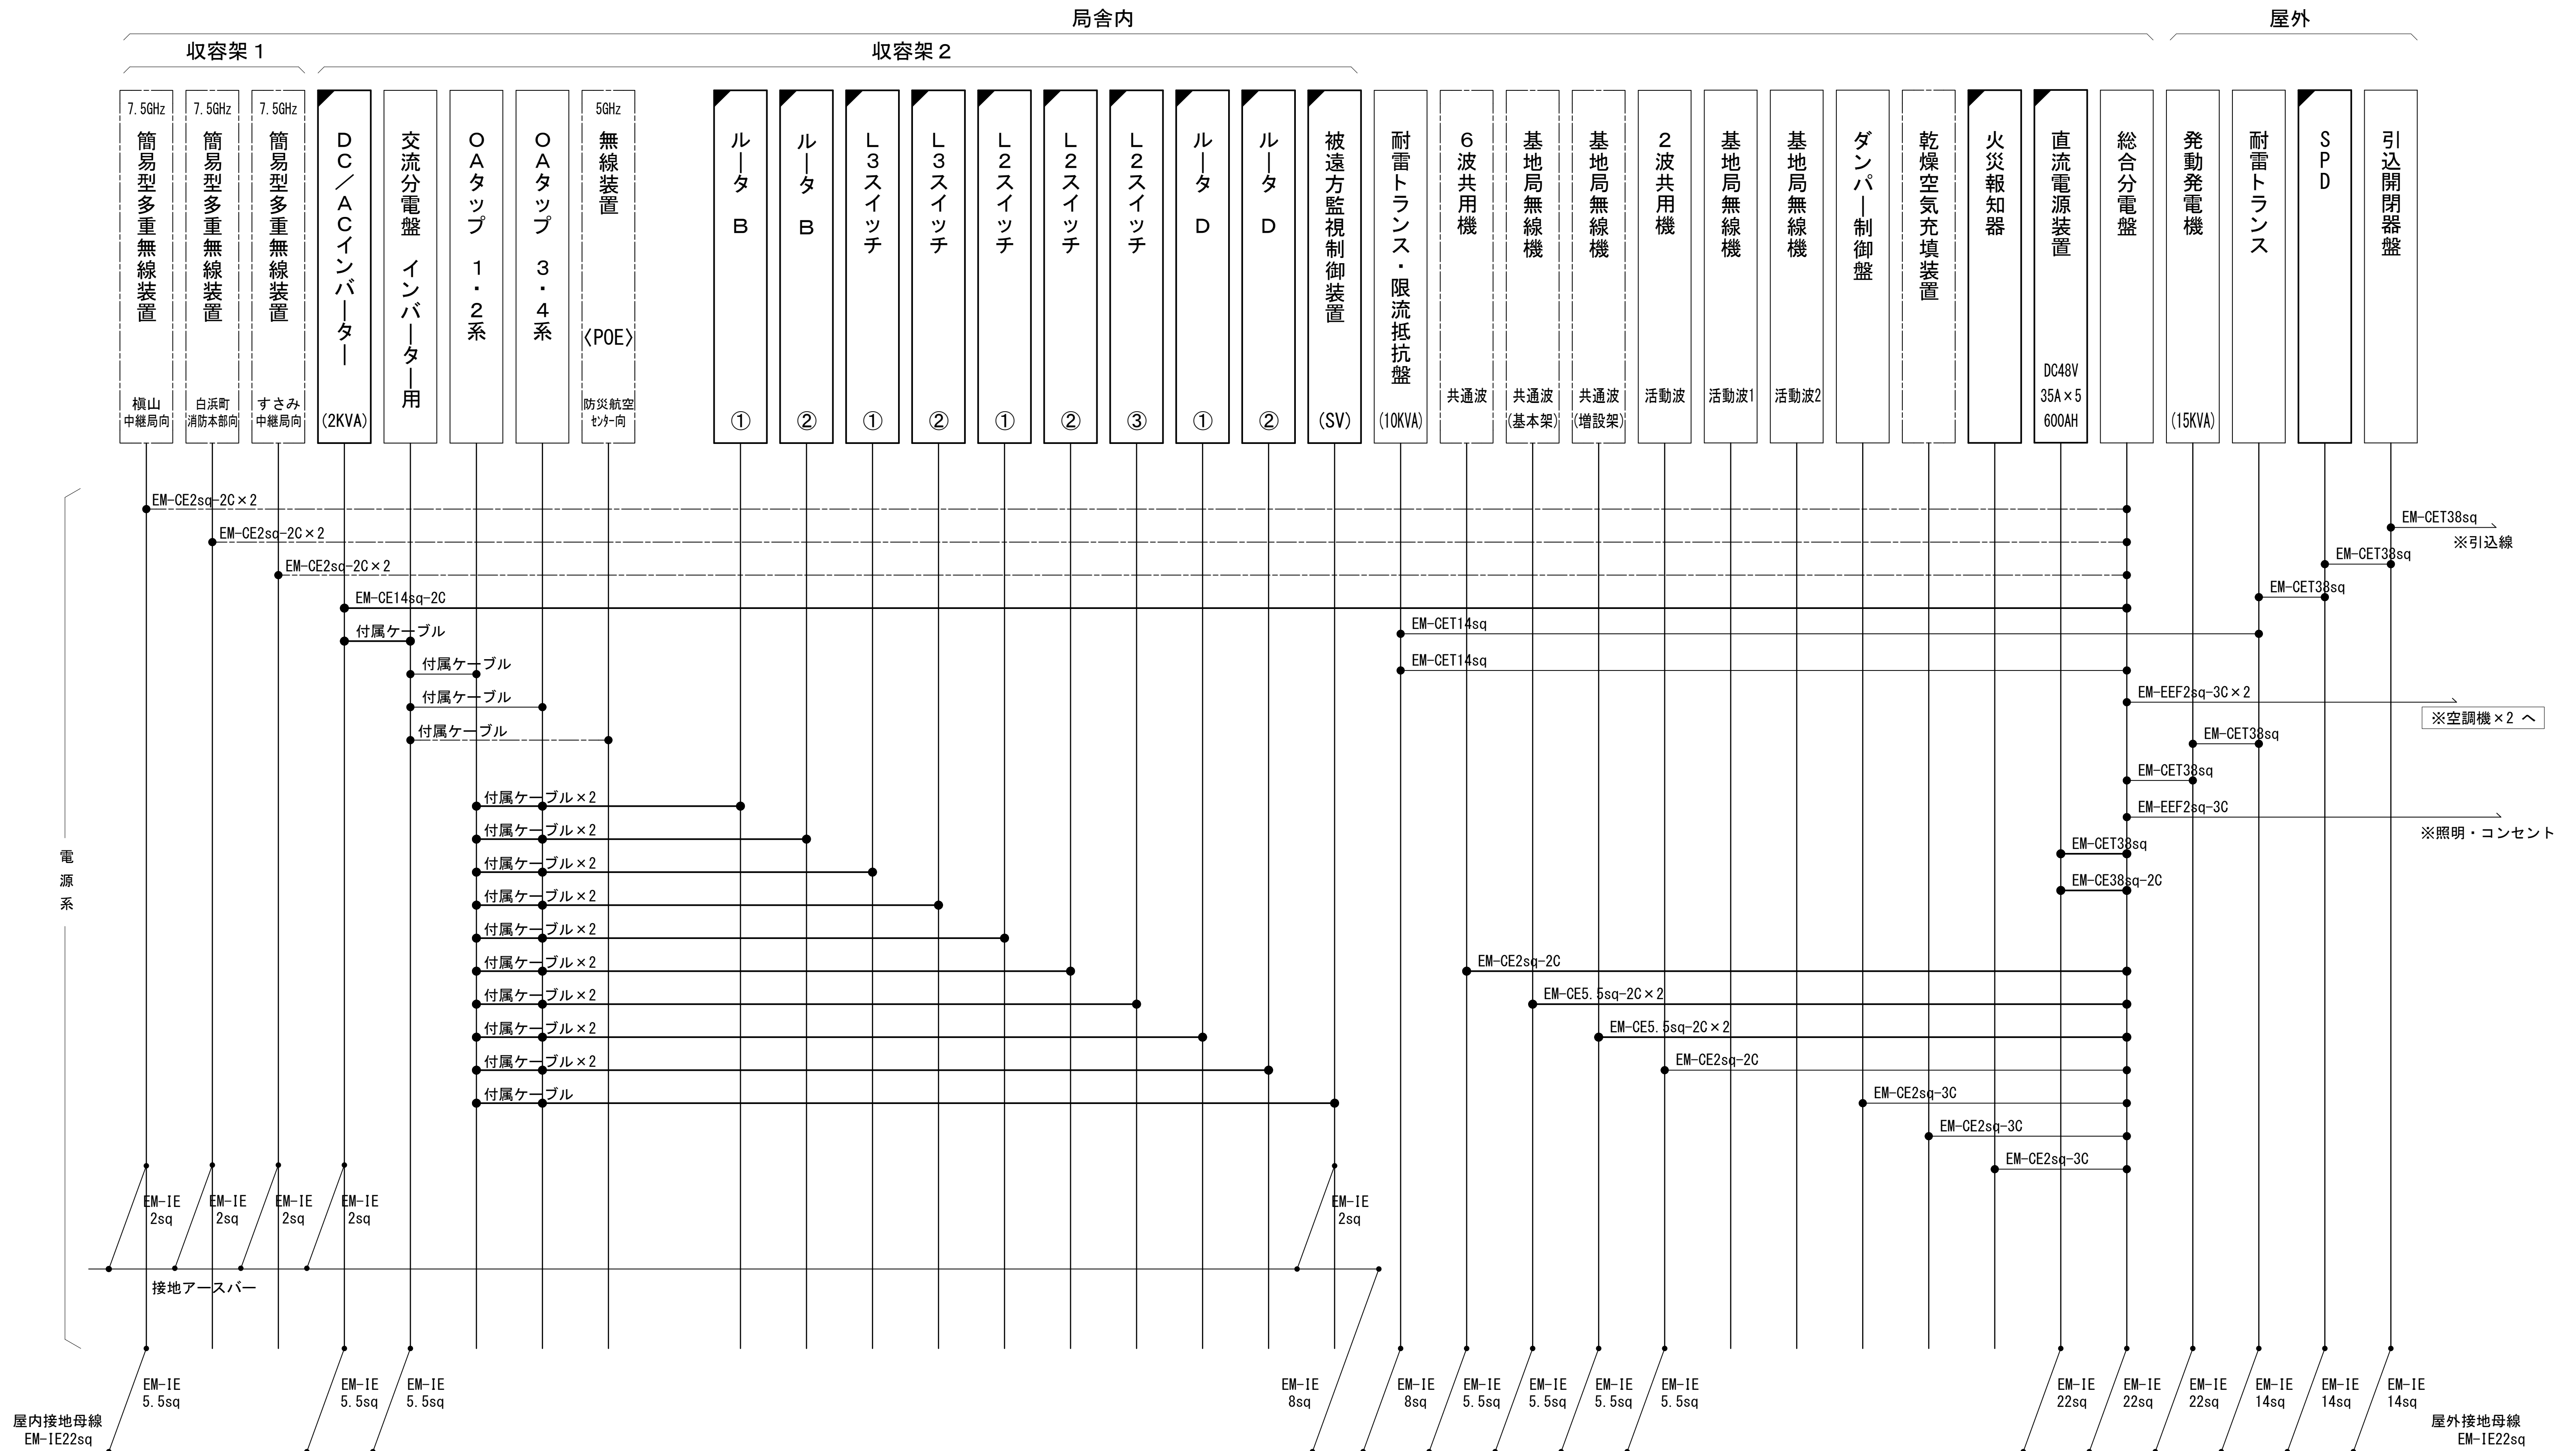 局舎内
屋外
収容架１
収容架２
7.5GHz
簡易型多重無線装置
槇山
中継局向
7.5GHz
簡易型多重無線装置
白浜町
消防本部向
7.5GHz
簡易型多重無線装置
すさみ
中継局向
ＤＣ／ＡＣインバーター
(2KVA)
交流分電盤　インバーター用
ＯＡタップ　１・２系
ＯＡタップ　３・４系
5GHz
無線装置
〈POE〉
防災航空
ｾﾝﾀｰ向
ルータ　Ｂ
①
ルータ　Ｂ
②
Ｌ３スイッチ
①
Ｌ３スイッチ
②
Ｌ２スイッチ
①
Ｌ２スイッチ
②
Ｌ２スイッチ
③
ルータ　Ｄ
①
ルータ　Ｄ
②
被遠方監視制御装置
(SV)
耐雷トランス・限流抵抗盤
(10KVA)
６波共用機
共通波
基地局無線機
共通波
(基本架)
基地局無線機
共通波
(増設架)
２波共用機
活動波
基地局無線機
活動波1
基地局無線機
活動波2
ダンパー制御盤
乾燥空気充填装置
火災報知器
直流電源装置
DC48V
35A×5
600AH
総合分電盤
発動発電機
(15KVA)
耐雷トランス
ＳＰＤ
引込開閉器盤
EM-CE2sq-2C×2
EM-CET38sq
EM-CE2sq-2C×2
※引込線
EM-CET38sq
EM-CE2sq-2C×2
EM-CET38sq
EM-CE14sq-2C
EM-CET14sq
付属ケーブル
付属ケーブル
EM-CET14sq
付属ケーブル
EM-EEF2sq-3C×2
※空調機×2 へ
付属ケーブル
EM-CET38sq
EM-CET38sq
付属ケーブル×2
EM-EEF2sq-3C
付属ケーブル×2
※照明・コンセント
EM-CET38sq
電源系
付属ケーブル×2
EM-CE38sq-2C
付属ケーブル×2
付属ケーブル×2
付属ケーブル×2
EM-CE2sq-2C
付属ケーブル×2
EM-CE5.5sq-2C×2
付属ケーブル×2
EM-CE5.5sq-2C×2
付属ケーブル×2
EM-CE2sq-2C
付属ケーブル
EM-CE2sq-3C
EM-CE2sq-3C
EM-CE2sq-3C
EM-IE
2sq
EM-IE
2sq
EM-IE
2sq
EM-IE
2sq
EM-IE
2sq
接地アースバー
EM-IE
5.5sq
EM-IE
5.5sq
EM-IE
5.5sq
EM-IE
8sq
EM-IE
8sq
EM-IE
5.5sq
EM-IE
5.5sq
EM-IE
5.5sq
EM-IE
5.5sq
EM-IE
22sq
EM-IE
22sq
EM-IE
22sq
EM-IE
14sq
EM-IE
14sq
EM-IE
14sq
屋内接地母線
EM-IE22sq
屋外接地母線
EM-IE22sq